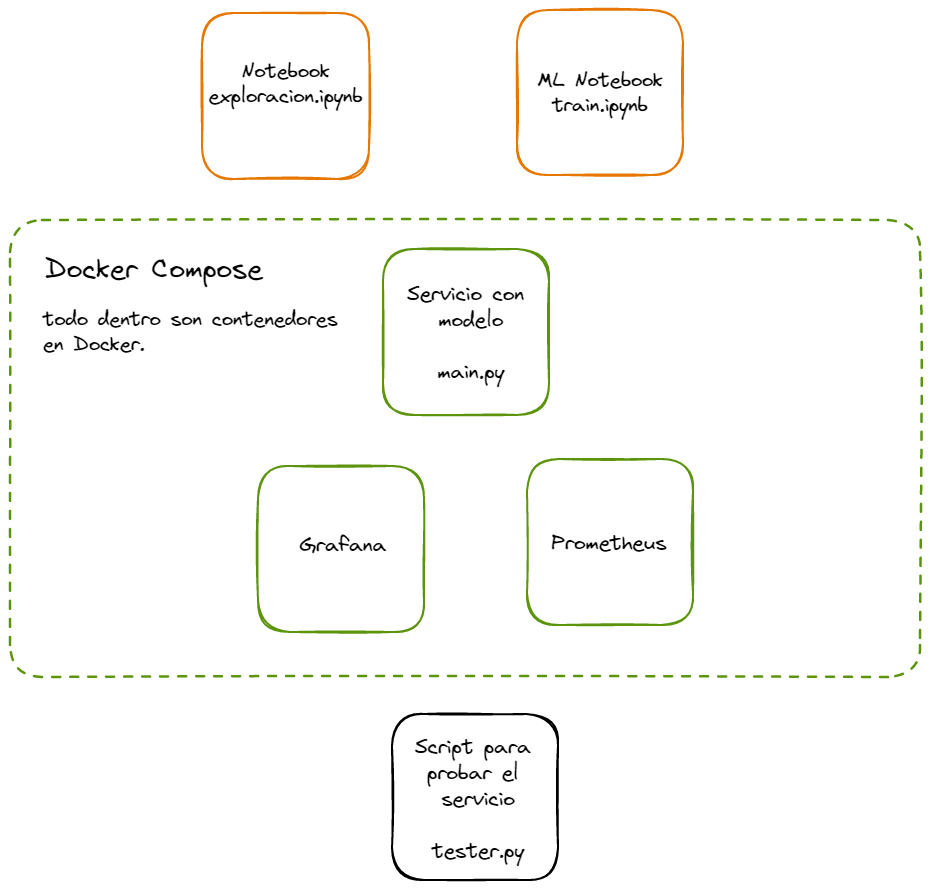 Notebook
exploracion.ipynb
ML Notebook
train.ipynb
Docker Compose
todo dentro son contenedores
en Docker.
Servicio con
modelo
main.py
Grafana
Prometheus
Script para
probar el
servicio
tester.py